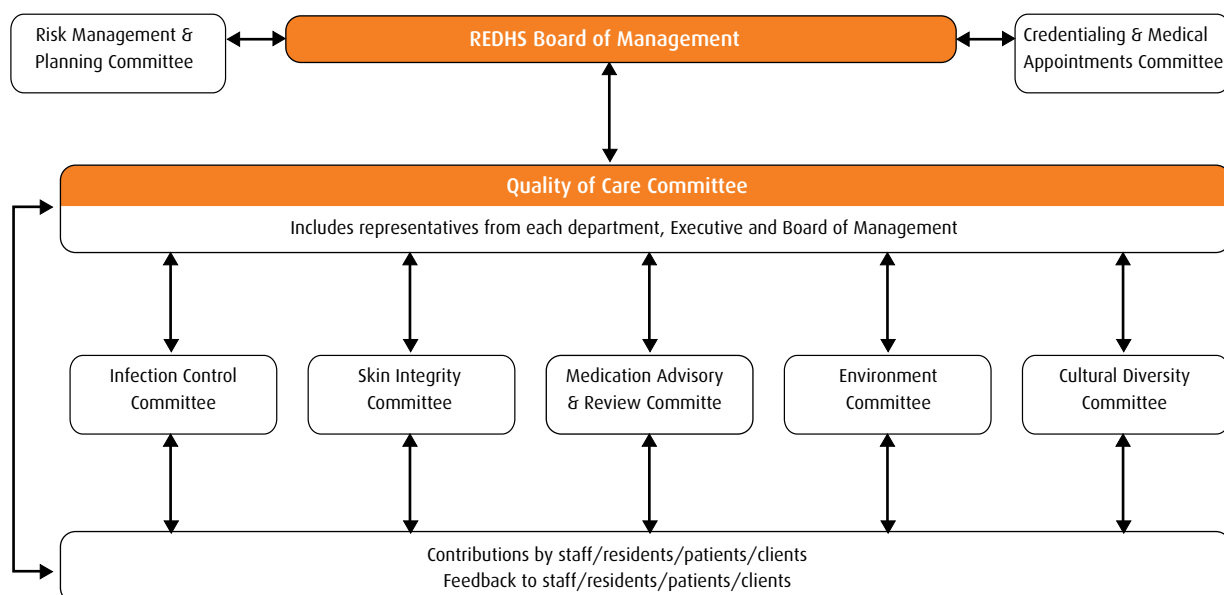 Risk Management &
Planning Committee
REDHS Board of Management
Credentialing & Medical
Appointments Committee
Quality of Care Committee
Includes representatives from each department, Executive and Board of Management
Infection Control
Committee
Skin Integrity
Committee
Medication Advisory
& Review Committe
Environment
Committee
Cultural Diversity
Committee
Contributions by staff/residents/patients/clients
Feedback to staff/residents/patients/clients